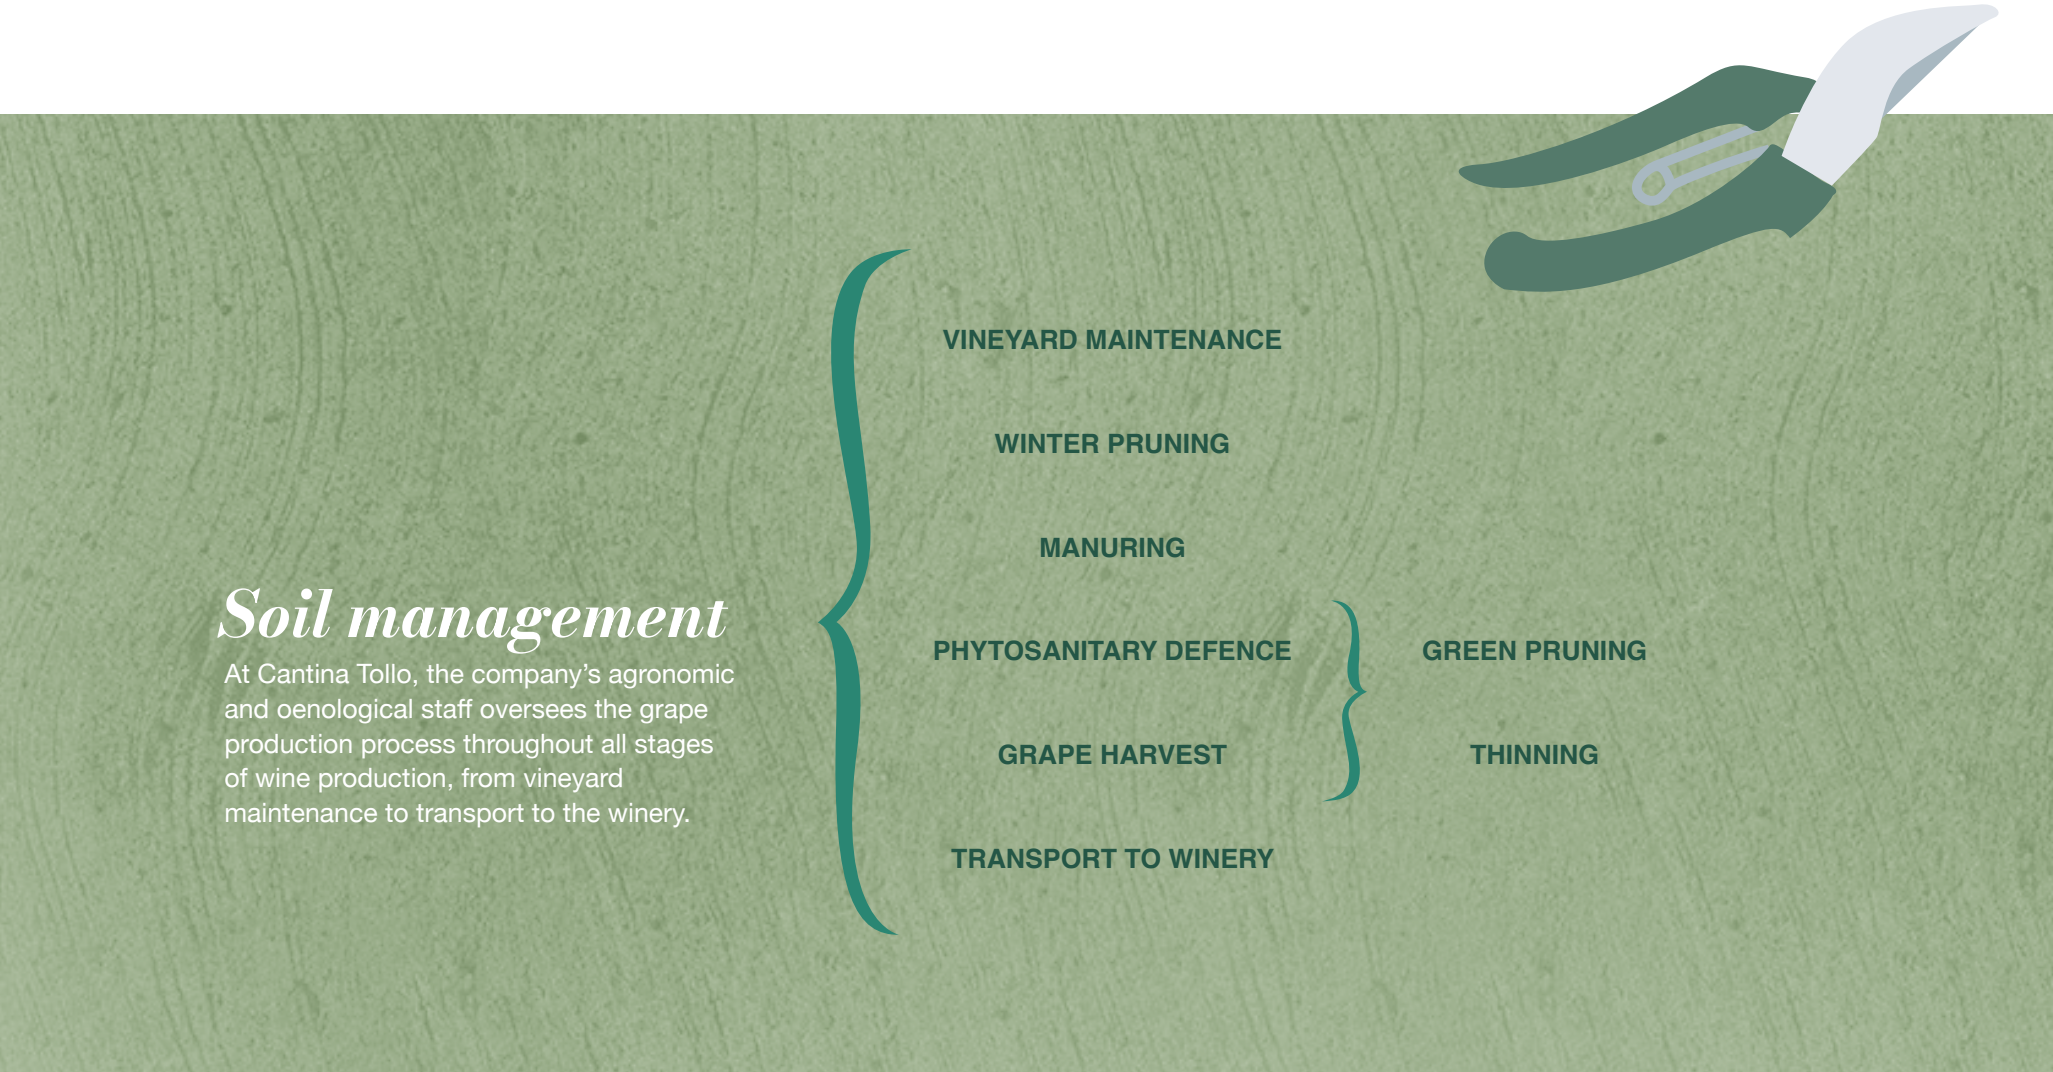 Soil management
At Cantina Tollo, the company’s agronomic
and oenological staff oversees the grape
production process throughout all stages
of wine production, from vineyard
maintenance to transport to the winery.
VINEYARD MAINTENANCE
WINTER PRUNING
MANURING
PHYTOSANITARY DEFENCE
GRAPE HARVEST
TRANSPORT TO WINERY
GREEN PRUNING
THINNING